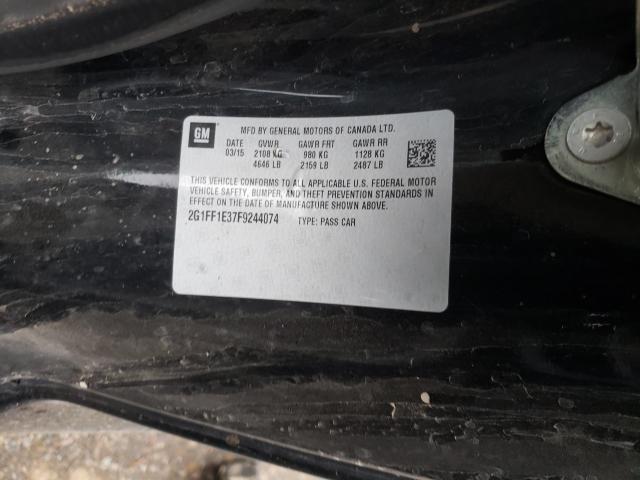 GM
MFD BY GENERAL MOTORS OF CANADA LTD.
DATE GVWR GAWR FRT GAWR RR
03/15 2108 KG 980 KG 1128 KG
4646 LB 2159 LB 2487 LB
THIS VEHICLE CONFORMS TO ALL APPLICABLE U.S. FEDERAL MOTOR
VEHICLE SAFETY, BUMPER, AND THEFT PREVENTION STANDARDS IN
EFFECT ON THE DATE OF MANUFACTURE SHOWN ABOVE.
2G1FF1E37F9244074 TYPE: PASS CAR